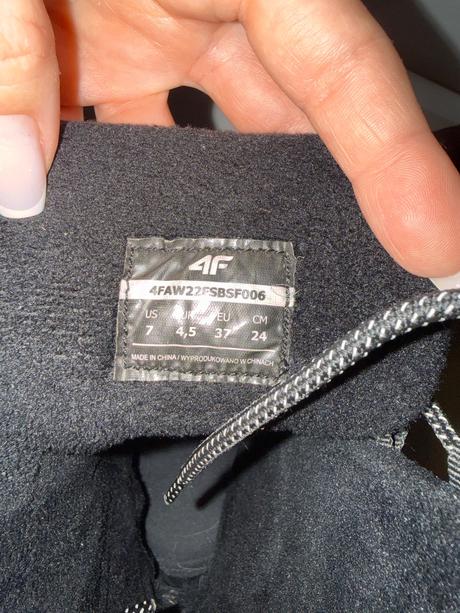 4F
4FAW22FSBSF006
US UK EU CM
7 4,5 37 24
MADE IN CHINA / WYPRODUKOWANO W CHINACH